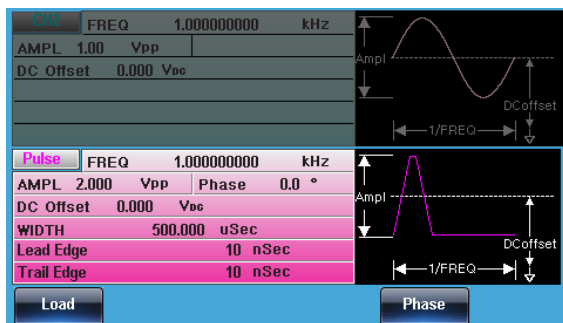 CH2 FREQ 1.000000000 kHz
AMPL 1.00 Vpp
DC Offset 0.000 VDC
Ampl
DCoffset
1/FREQ
Pulse FREQ 1.000000000 kHz
AMPL 2.000 Vpp Phase 0.0 °
DC Offset 0.000 VDC
WIDTH 500.000 uSec
Lead Edge 10 nSec
Trail Edge 10 nSec
Ampl
DCoffset
1/FREQ
Load Phase